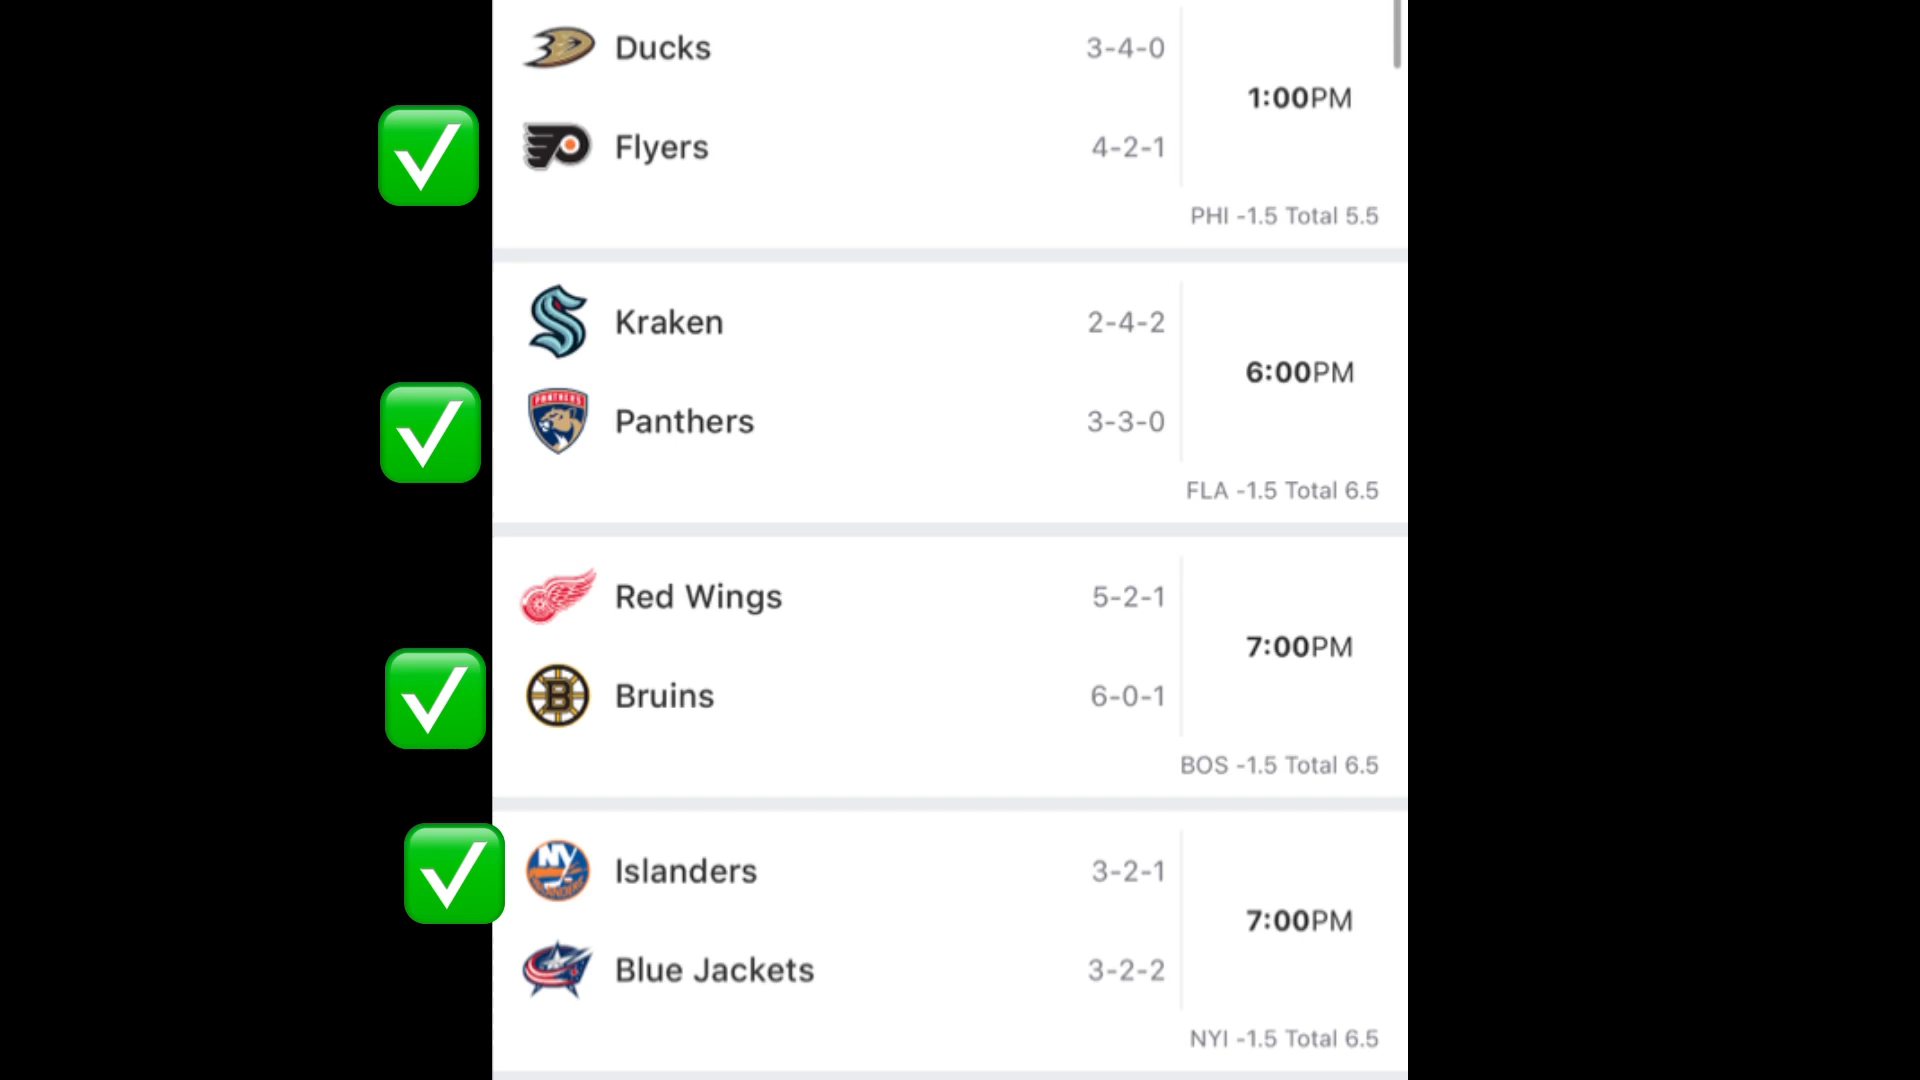 Ducks 3-4-0
1:00PM
Flyers 4-2-1
PHI -1.5 Total 5.5
Kraken 2-4-2
6:00PM
PANTHERS
Panthers 3-3-0
FLA -1.5 Total 6.5
Red Wings 5-2-1
7:00PM
B
Bruins 6-0-1
BOS -1.5 Total 6.5
NY
ISLANDERS
Islanders 3-2-1
7:00PM
Blue Jackets 3-2-2
NYI -1.5 Total 6.5